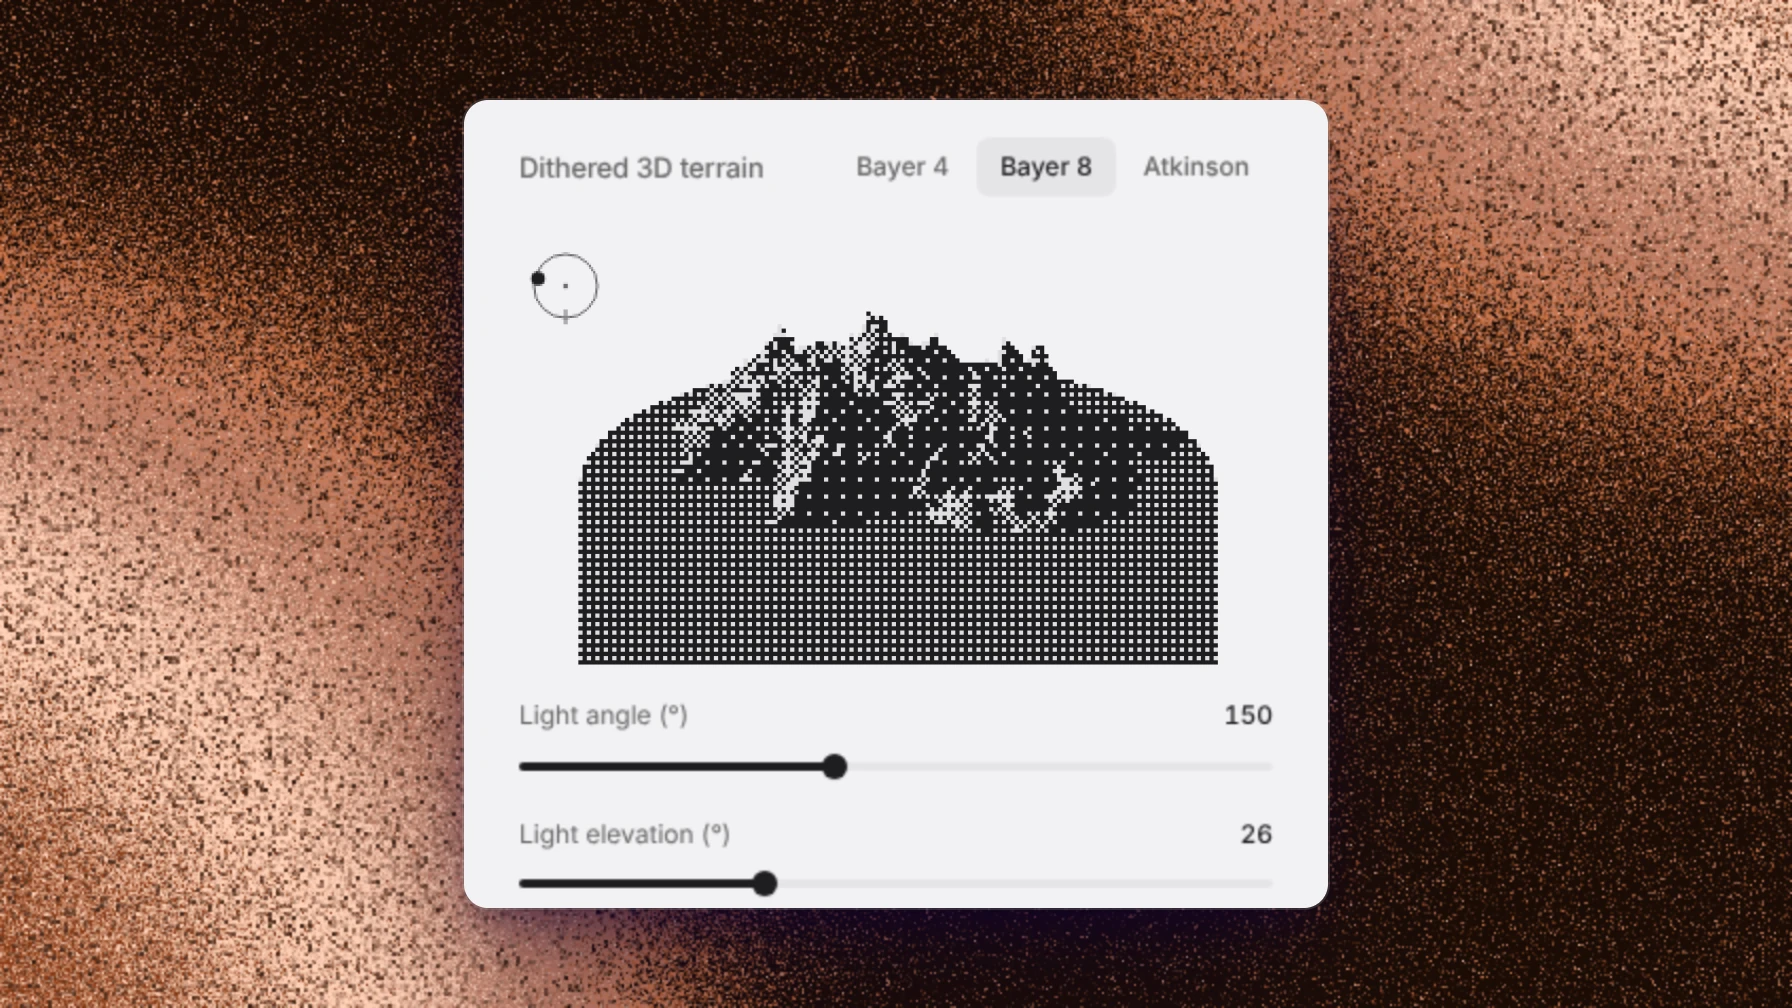 Dithered 3D terrain
Bayer 4
Bayer 8
Atkinson
Light angle (°)
150
Light elevation (°)
26